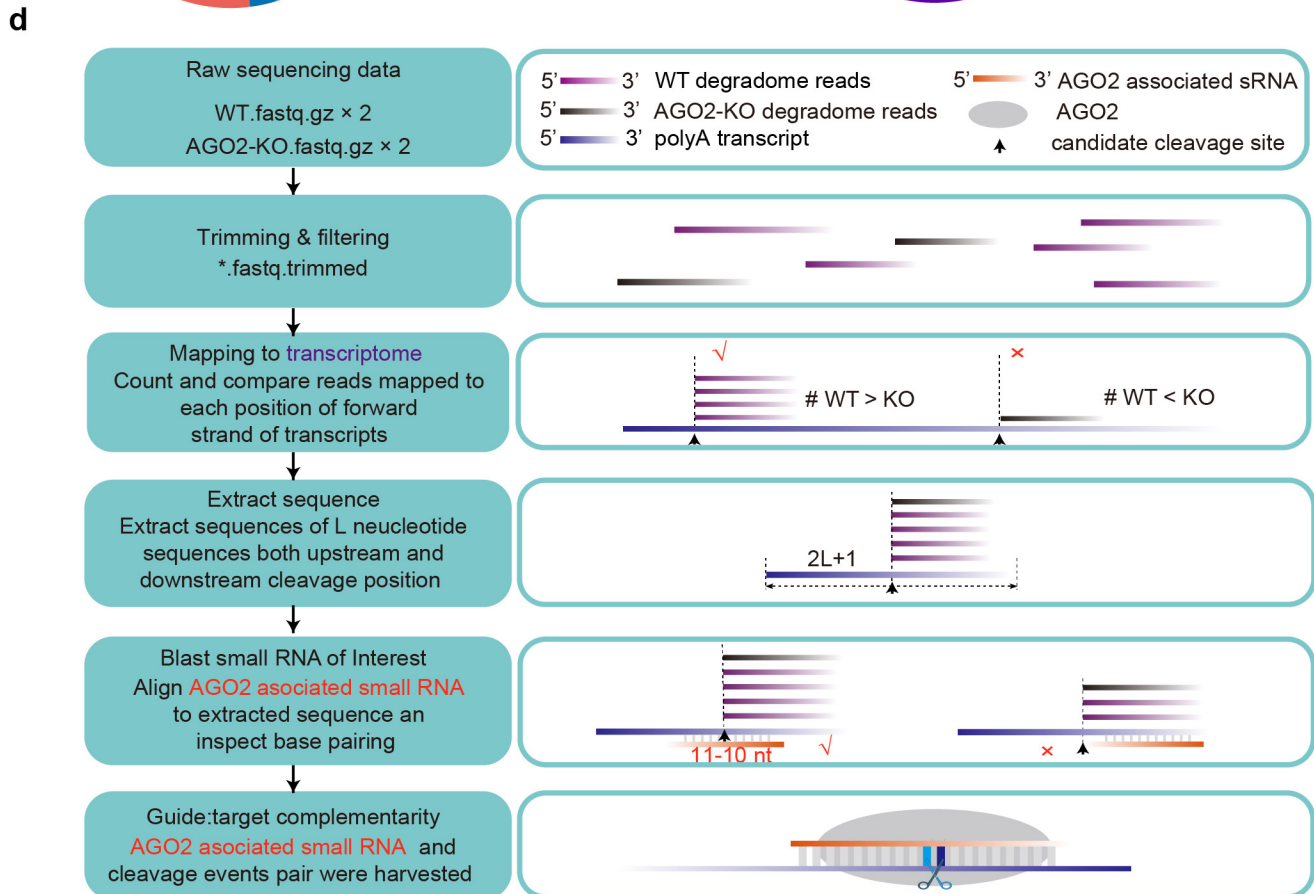 d
Raw sequencing data
WT.fastq.gz × 2
AGO2-KO.fastq.gz × 2
5’ 3’ WT degradome reads
5’ 3’ AGO2-KO degradome reads
5’ 3’ polyA transcript
5’ 3’ AGO2 associated sRNA
AGO2
candidate cleavage site
Trimming & filtering
*.fastq.trimmed
Mapping to transcriptome
Count and compare reads mapped to
each position of forward
strand of transcripts
√
# WT > KO
×
# WT < KO
Extract sequence
Extract sequences of L neucleotide
sequences both upstream and
downstream cleavage position
2L+1
Blast small RNA of Interest
Align AGO2 asociated small RNA
to extracted sequence an
inspect base pairing
11-10 nt
√
×
Guide:target complementarity
AGO2 asociated small RNA and
cleavage events pair were harvested